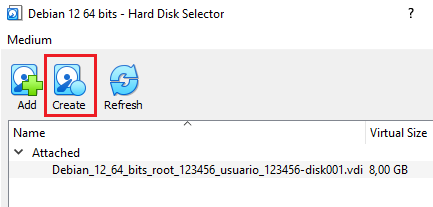 Debian 12 64 bits - Hard Disk Selector ?
Medium
Add Create Refresh
Name Virtual Size
Attached
Debian_12_64_bits_root_123456_usuario_123456-disk001.vdi 8,00 GB